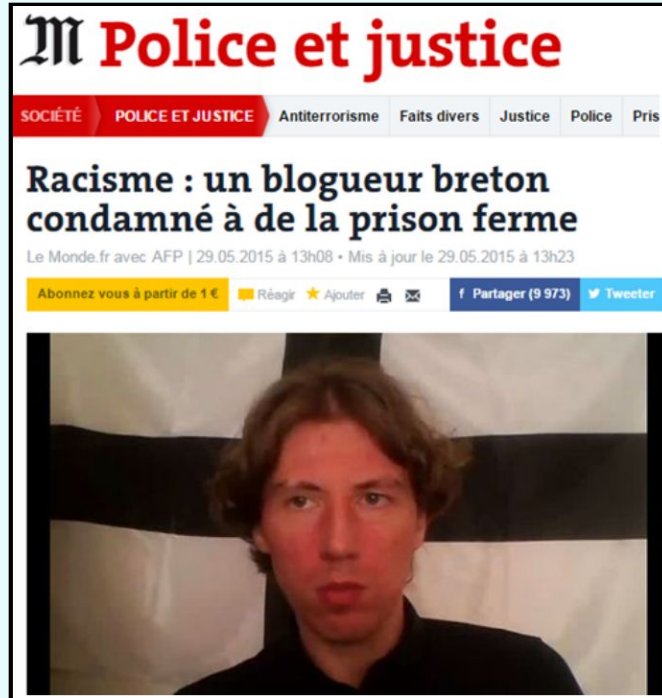 M Police et justice
SOCIÉTÉ POLICE ET JUSTICE Antiterrorisme Faits divers Justice Police Pris
Racisme : un blogueur breton
condamné à de la prison ferme
Le Monde.fr avec AFP | 29.05.2015 à 13h08 • Mis à jour le 29.05.2015 à 13h23
Abonnez vous à partir de 1 € Réagir Ajouter f Partager (9 973) Tweeter